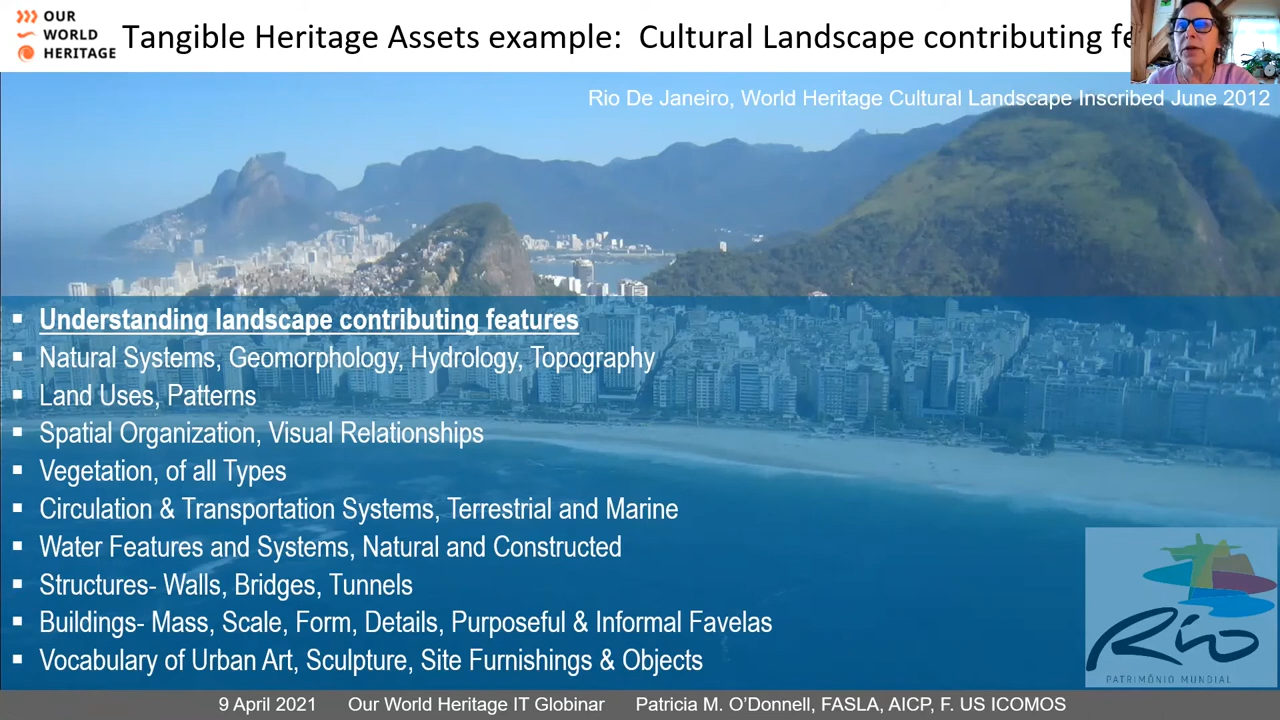 OUR
WORLD
HERITAGE
Tangible Heritage Assets example: Cultural Landscape contributing
Rio De Janeiro, World Heritage Cultural Landscape Inscribed June 2012
▪ Understanding landscape contributing features
▪ Natural Systems, Geomorphology, Hydrology, Topography
▪ Land Uses, Patterns
▪ Spatial Organization, Visual Relationships
▪ Vegetation, of all Types
▪ Circulation & Transportation Systems, Terrestrial and Marine
▪ Water Features and Systems, Natural and Constructed
▪ Structures- Walls, Bridges, Tunnels
▪ Buildings- Mass, Scale, Form, Details, Purposeful & Informal Favelas
▪ Vocabulary of Urban Art, Sculpture, Site Furnishings & Objects
Rio
PATRIMÔNIO MUNDIAL
9 April 2021 Our World Heritage IT Globinar Patricia M. O’Donnell, FASLA, AICP, F. US ICOMOS